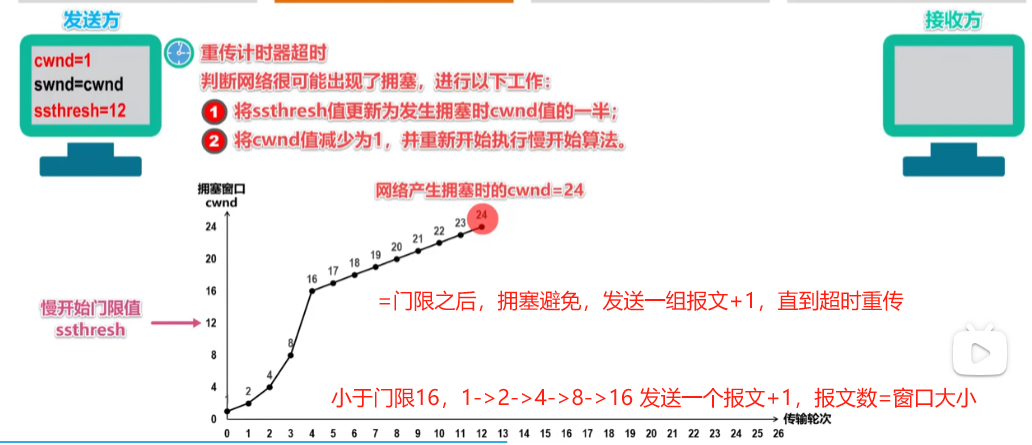 发送方
接收方
cwnd=1
swnd=cwnd
ssthresh=12
重传计时器超时
判断网络很可能出现了拥塞，进行以下工作：
1 将ssthresh值更新为发生拥塞时cwnd值的一半；
2 将cwnd值减少为1，并重新开始执行慢开始算法。
拥塞窗口
cwnd
网络产生拥塞时的cwnd=24
24
20
16
12
8
4
0
2
4
8
16
17
18
19
20
21
22
23
24
慢开始门限值
ssthresh
=门限之后，拥塞避免，发送一组报文+1，直到超时重传
小于门限16，1->2->4->8->16 发送一个报文+1，报文数=窗口大小
传输轮次
0 1 2 3 4 5 6 7 8 9 10 11 12 13 14 15 16 17 18 19 20 21 22 23 24 25 26